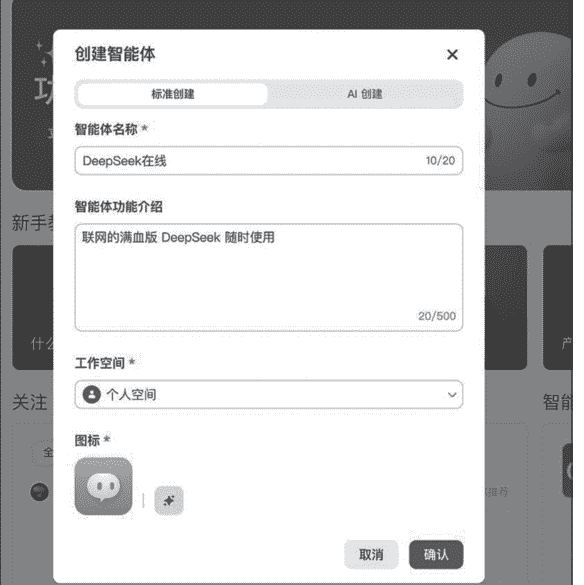 创建智能体
标准创建 AI 创建
智能体名称 *
DeepSeek在线 10/20
智能体功能介绍
联网的满血版 DeepSeek 随时使用
20/500
工作空间 *
个人空间
图标 *
取消 确认
新手
什么
关注
智能
全
推荐